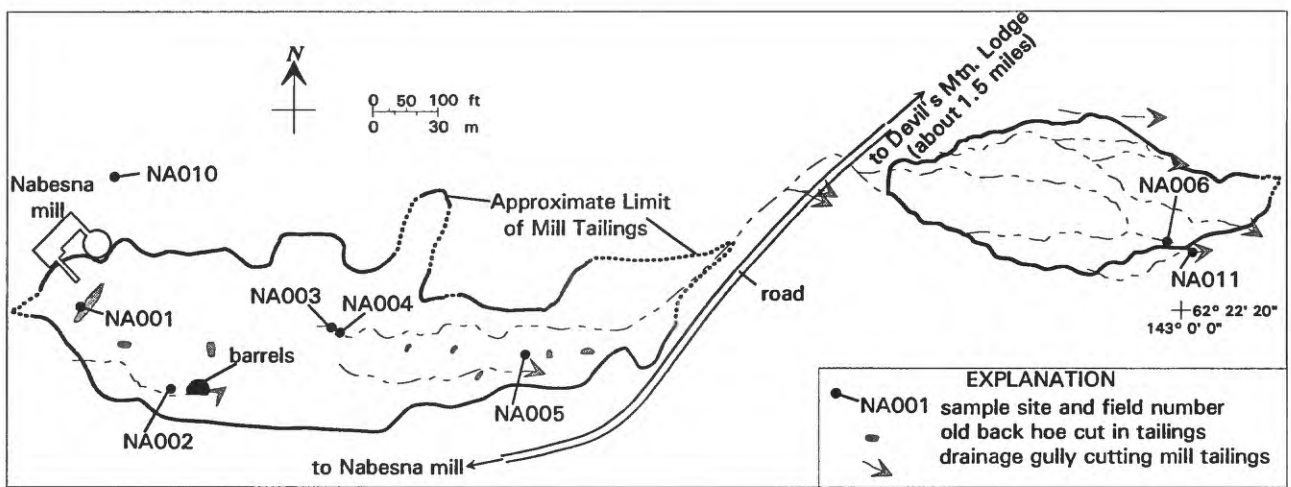 N
0 50 100 ft
0 30 m
NA010
Nabesna
mill
NA001
NA002
barrels
NA003
NA004
NA005
Approximate Limit
of Mill Tailings
to Devil's Mtn. Lodge
(about 1.5 miles)
road
to Nabesna mill
NA006
NA011
62° 22' 20"
143° 0' 0"
EXPLANATION
NA001 sample site and field number
old back hoe cut in tailings
drainage gully cutting mill tailings